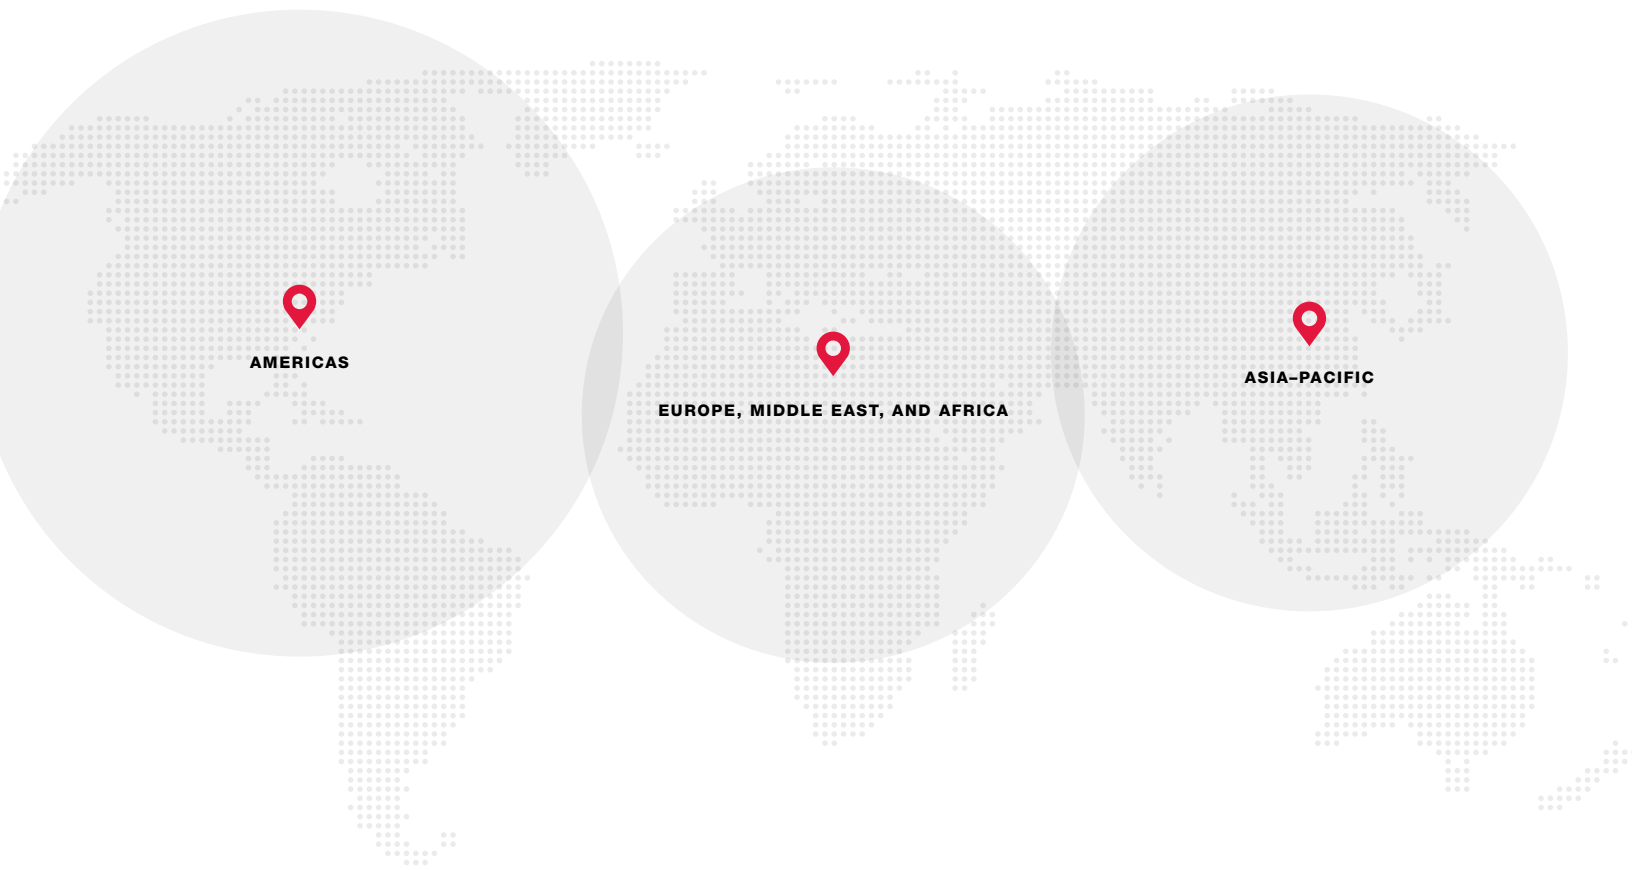 AMERICAS
EUROPE, MIDDLE EAST, AND AFRICA
ASIA–PACIFIC